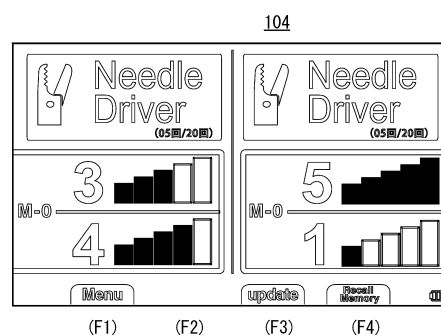 104
Needle Driver
(05回/20回)
Needle Driver
(05回/20回)
3
M-0
4
5
M-0
1
Menu
update
Recall Memory
(F1)
(F2)
(F3)
(F4)